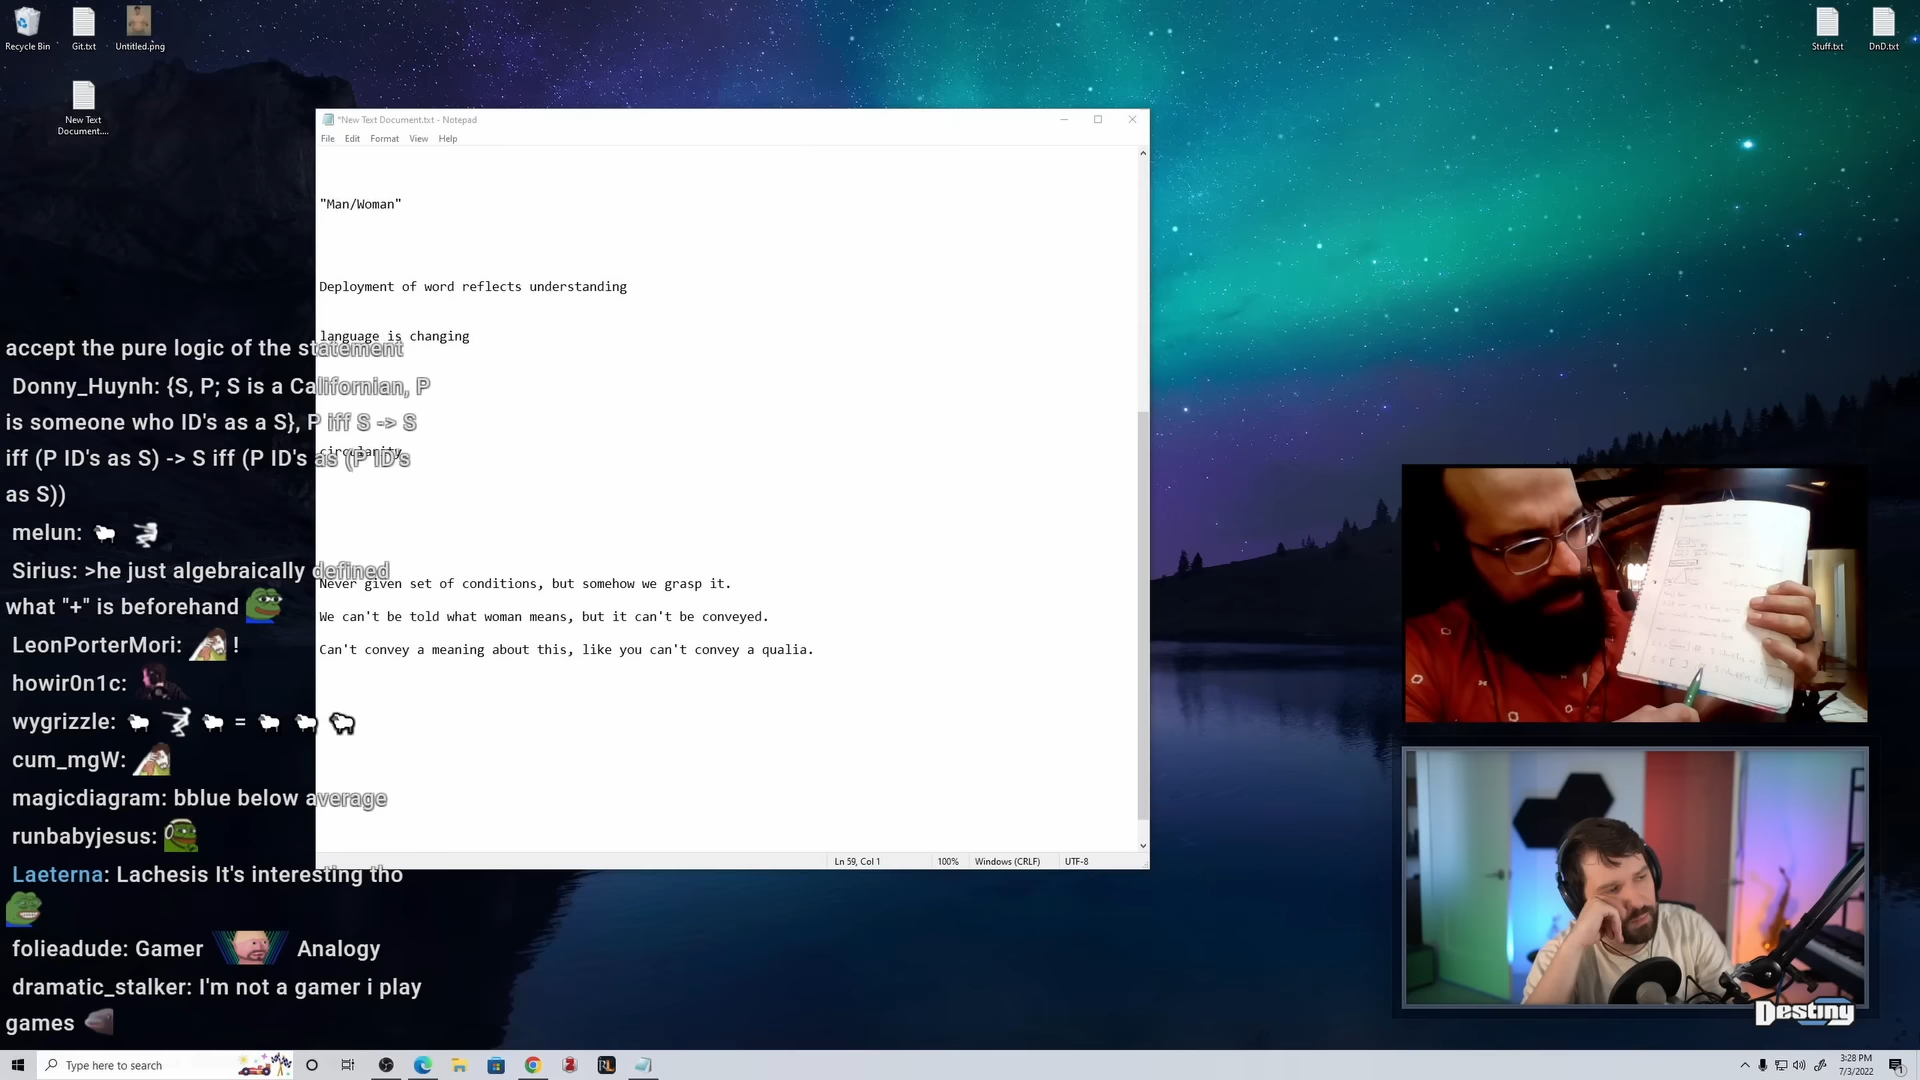 Recycle Bin
Git.txt
Untitled.png
New Text
Document....
Stuff.txt
DnD.txt
*New Text Document.txt - Notepad
File Edit Format View Help
"Man/Woman"
Deployment of word reflects understanding
language is changing
circularity
Never given set of conditions, but somehow we grasp it.
We can't be told what woman means, but it can't be conveyed.
Can't convey a meaning about this, like you can't convey a qualia.
Ln 59, Col 1 100% Windows (CRLF) UTF-8
accept the pure logic of the statement
Donny_Huynh: {S, P; S is a Californian, P
is someone who ID's as a S}, P iff S -> S
iff (P ID's as S) -> S iff (P ID's as (P ID's
as S))
melun:
Sirius: >he just algebraically defined
what "+" is beforehand
LeonPorterMori: !
howir0n1c:
wygrizzle: =
cum_mgW:
magicdiagram: bblue below average
runbabyjesus:
Laeterna: Lachesis It's interesting tho
folieadude: Gamer Analogy
dramatic_stalker: I'm not a gamer i play
games
Destiny
Type here to search
3:28 PM
7/3/2022